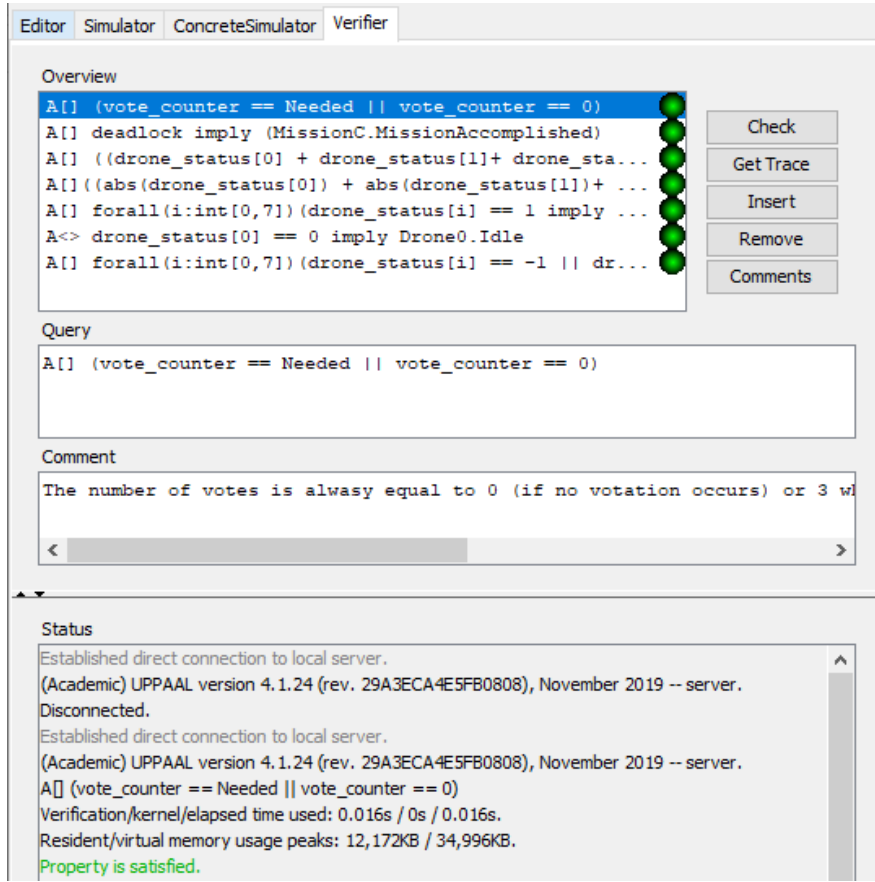 Editor Simulator ConcreteSimulator Verifier
Overview
A[] (vote_counter == Needed || vote_counter == 0)
A[] deadlock imply (MissionC.MissionAccomplished)
A[] ((drone_status[0] + drone_status[1]+ drone_sta...
A[]((abs(drone_status[0]) + abs(drone_status[1])+ ...
A[] forall(i:int[0,7])(drone_status[i] == 1 imply ...
A<> drone_status[0] == 0 imply Drone0.Idle
A[] forall(i:int[0,7])(drone_status[i] == -1 || dr...
Check
Get Trace
Insert
Remove
Comments
Query
A[] (vote_counter == Needed || vote_counter == 0)
Comment
The number of votes is alwasy equal to 0 (if no votation occurs) or 3 wh
Status
Established direct connection to local server.
(Academic) UPPAAL version 4.1.24 (rev. 29A3ECA4E5FB0808), November 2019 -- server.
Disconnected.
Established direct connection to local server.
(Academic) UPPAAL version 4.1.24 (rev. 29A3ECA4E5FB0808), November 2019 -- server.
A[] (vote_counter == Needed || vote_counter == 0)
Verification/kernel/elapsed time used: 0.016s / 0s / 0.016s.
Resident/virtual memory usage peaks: 12,172KB / 34,996KB.
Property is satisfied.